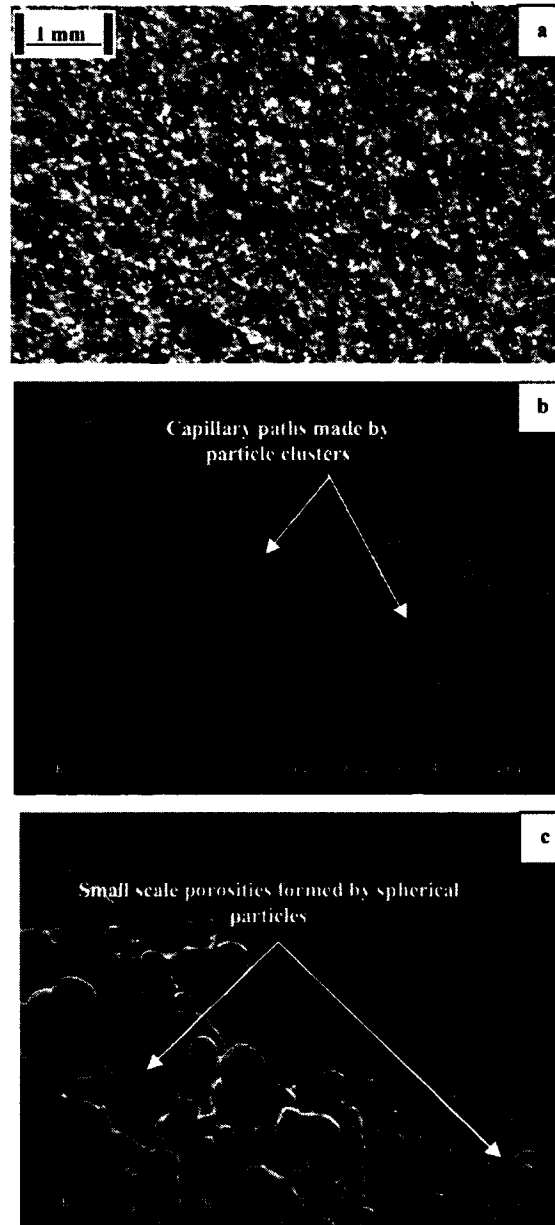 1 mm
a
b
Capillary paths made by
particle clusters
c
Small scale porosities formed by spherical
particles